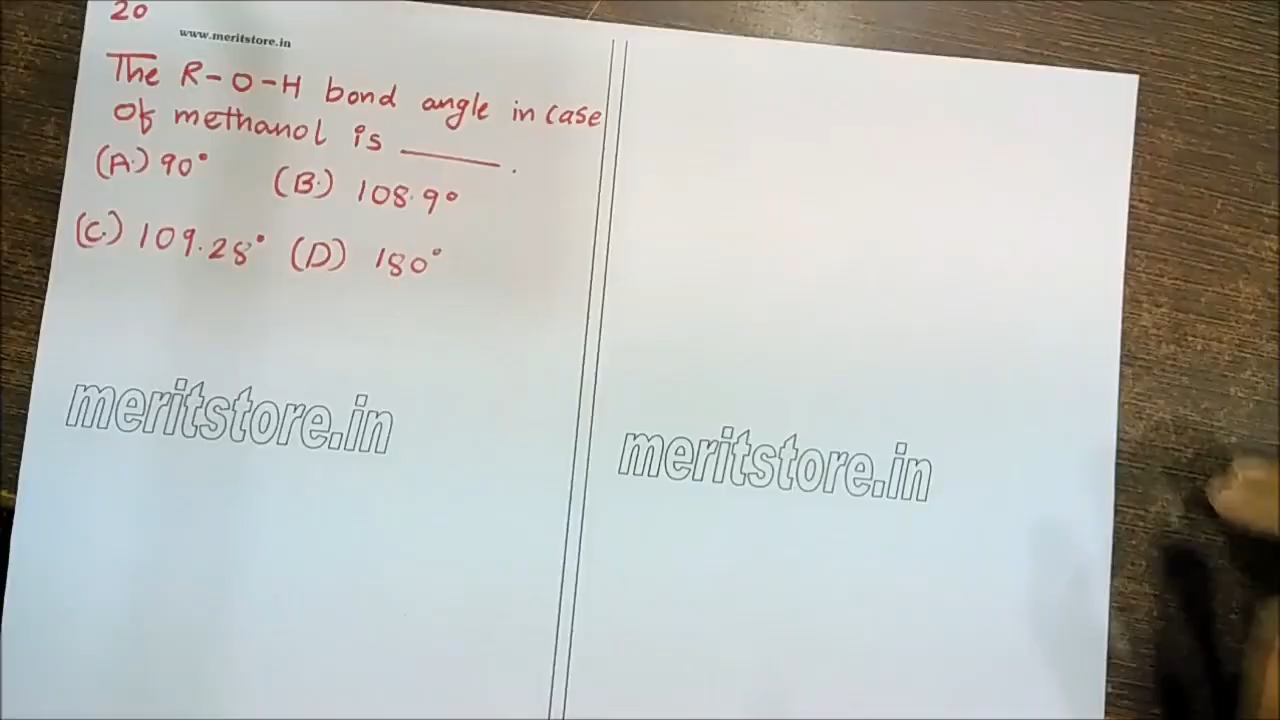 20
www.meritstore.in
The R-O-H bond angle in case
of methanol is ______.
(A.) 90° (B.) 108.9°
(C.) 109.28° (D) 180°
meritstore.in
meritstore.in